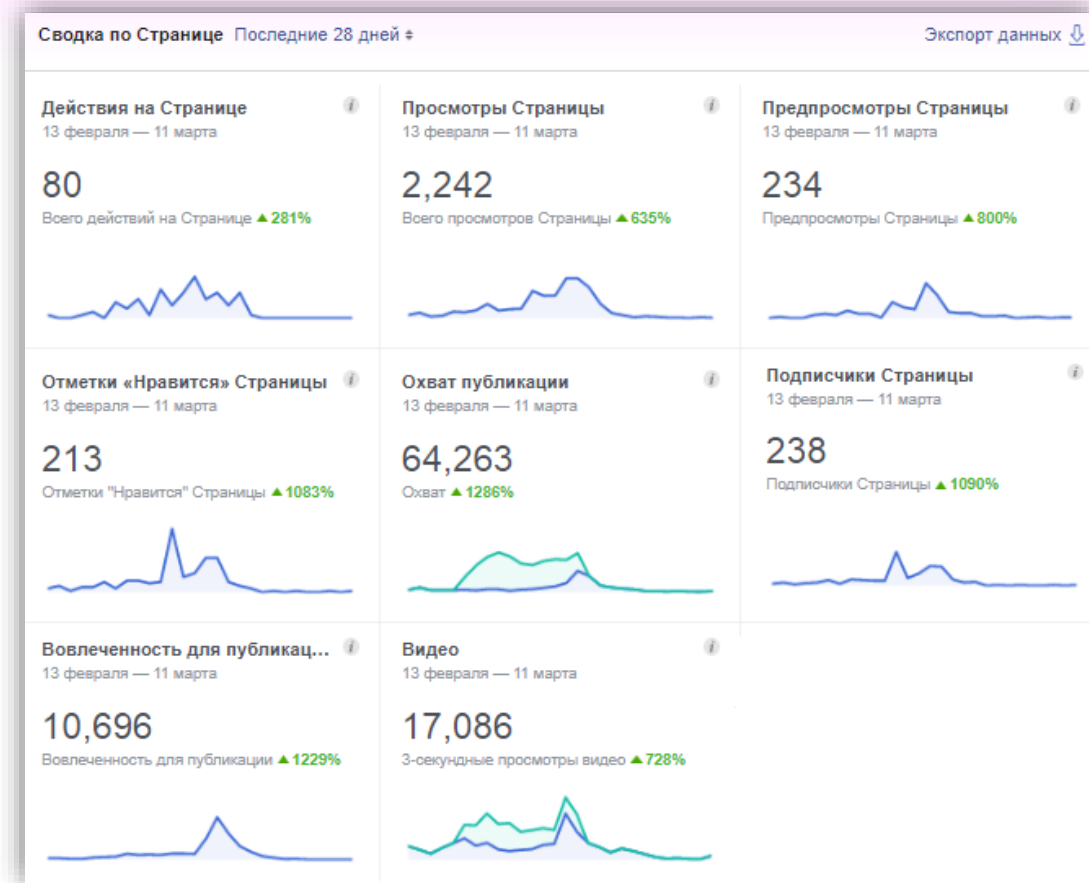 Сводка по Странице Последние 28 дней
Экспорт данных
Действия на Странице
13 февраля — 11 марта
80
Всего действий на Странице 281%
Просмотры Страницы
13 февраля — 11 марта
2,242
Всего просмотров Страницы 635%
Предпросмотры Страницы
13 февраля — 11 марта
234
Предпросмотры Страницы 800%
Отметки «Нравится» Страницы
13 февраля — 11 марта
213
Отметки "Нравится" Страницы 1083%
Охват публикации
13 февраля — 11 марта
64,263
Охват 1286%
Подписчики Страницы
13 февраля — 11 марта
238
Подписчики Страницы 1090%
Вовлеченность для публикац...
13 февраля — 11 марта
10,696
Вовлеченность для публикации 1229%
Видео
13 февраля — 11 марта
17,086
3-секундные просмотры видео 728%